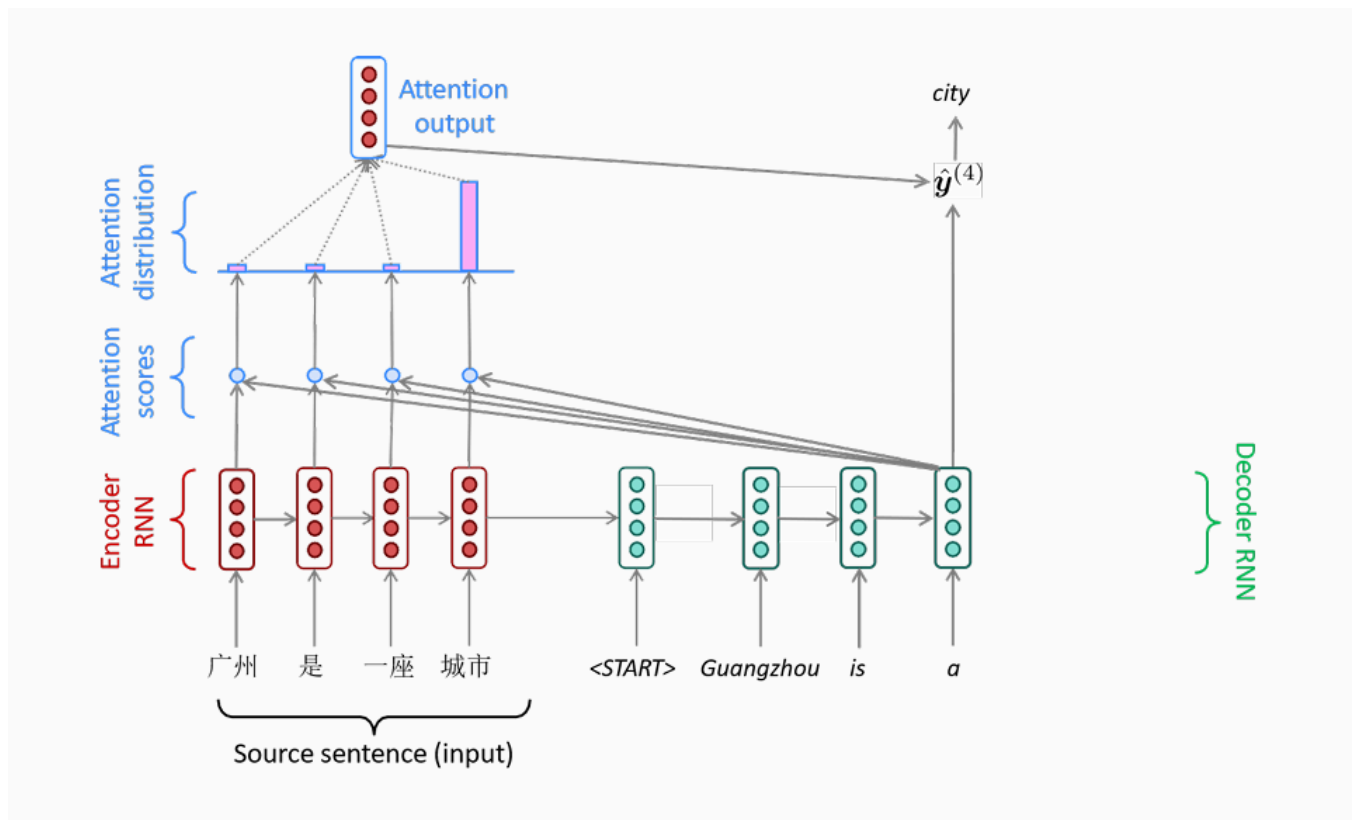 Attention
output
city
ŷ^(4)
Attention
distribution
Attention
scores
Encoder
RNN
Decoder RNN
广州 是 一座 城市 <START> Guangzhou is a
Source sentence (input)